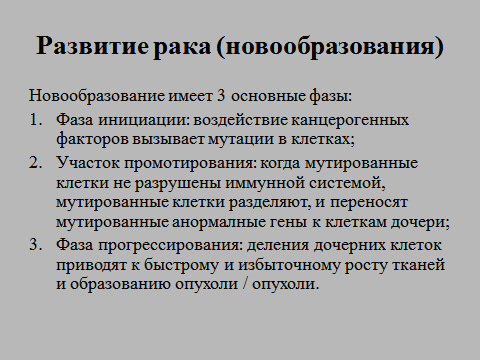 Развитие рака (новообразования)
Новообразование имеет 3 основные фазы:
1. Фаза инициации: воздействие канцерогенных
факторов вызывает мутации в клетках;
2. Участок промотирования: когда мутированные
клетки не разрушены иммунной системой,
мутированные клетки разделяют, и переносят
мутированные анормалные гены к клеткам дочери;
3. Фаза прогрессирования: деления дочерних клеток
приводят к быстрому и избыточному росту тканей
и образованию опухоли / опухоли.